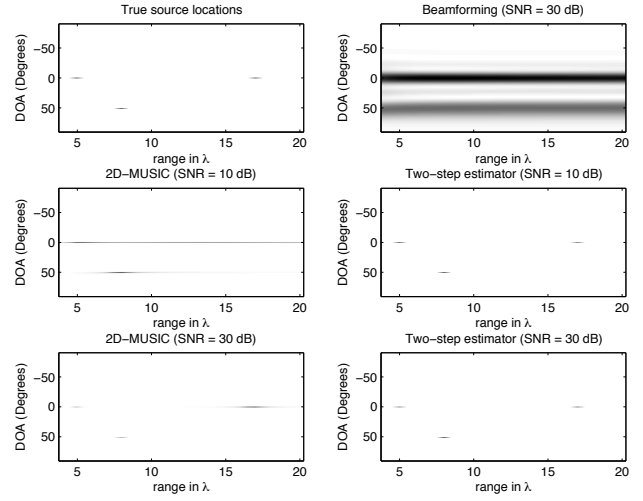 True source locations
−50
0
50
DOA (Degrees)
5
10
15
20
range in λ
Beamforming (SNR = 30 dB)
−50
0
50
DOA (Degrees)
5
10
15
20
range in λ
2D−MUSIC (SNR = 10 dB)
−50
0
50
DOA (Degrees)
5
10
15
20
range in λ
Two−step estimator (SNR = 10 dB)
−50
0
50
DOA (Degrees)
5
10
15
20
range in λ
2D−MUSIC (SNR = 30 dB)
−50
0
50
DOA (Degrees)
5
10
15
20
range in λ
Two−step estimator (SNR = 30 dB)
−50
0
50
DOA (Degrees)
5
10
15
20
range in λ